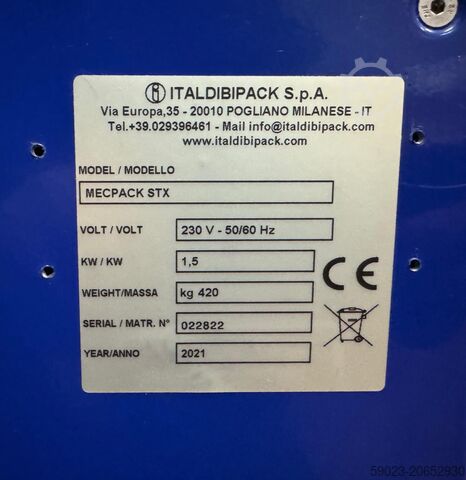 ITALDIBIPACK S.p.A.
Via Europa,35 - 20010 POGLIANO MILANESE - IT
Tel.+39.029396461 - Mail info@italdibipack.com
www.italdibipack.com
MODEL / MODELLO
MECPACK STX
VOLT / VOLT 230 V - 50/60 Hz
KW / KW 1,5
WEIGHT/MASSA kg 420
SERIAL / MATR. N° 022822
YEAR/ANNO 2021
CE
59023-20652930